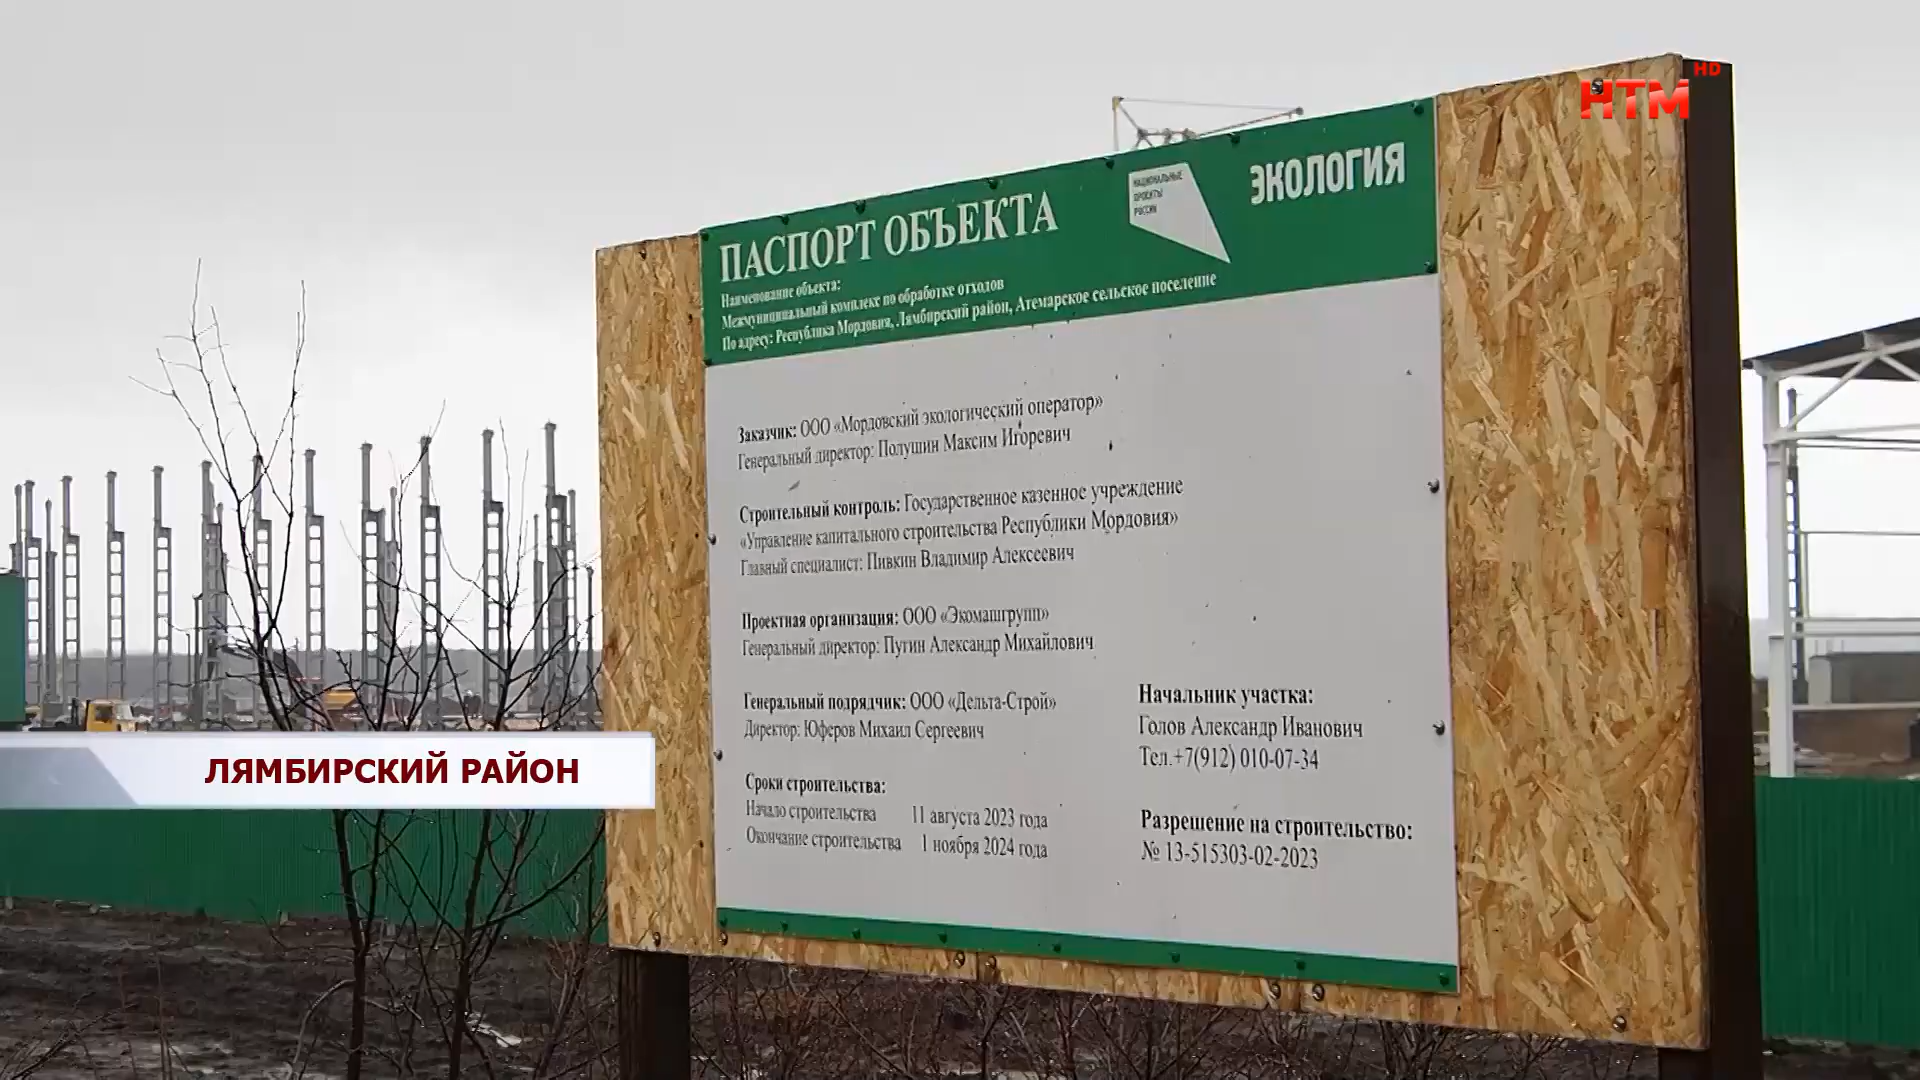 НТМ HD
НАЦИОНАЛЬНЫЕ
ПРОЕКТЫ
РОССИИ
ЭКОЛОГИЯ
ПАСПОРТ ОБЪЕКТА
Наименование объекта:
Межмуниципальный комплекс по обработке отходов
По адресу: Республика Мордовия, Лямбирский район, Атемарское сельское поселение
Заказчик: ООО «Мордовский экологический оператор»
Генеральный директор: Полушин Максим Игоревич
Строительный контроль: Государственное казенное учреждение
«Управление капитального строительства Республики Мордовия»
Главный специалист: Пивкин Владимир Алексеевич
Проектная организация: ООО «Экомашгрупп»
Генеральный директор: Пугин Александр Михайлович
Генеральный подрядчик: ООО «Дельта-Строй»
Директор: Юферов Михаил Сергеевич
Сроки строительства:
Начало строительства 11 августа 2023 года
Окончание строительства 1 ноября 2024 года
Начальник участка:
Голов Александр Иванович
Тел.+7(912) 010-07-34
Разрешение на строительство:
№ 13-515303-02-2023
ЛЯМБИРСКИЙ РАЙОН